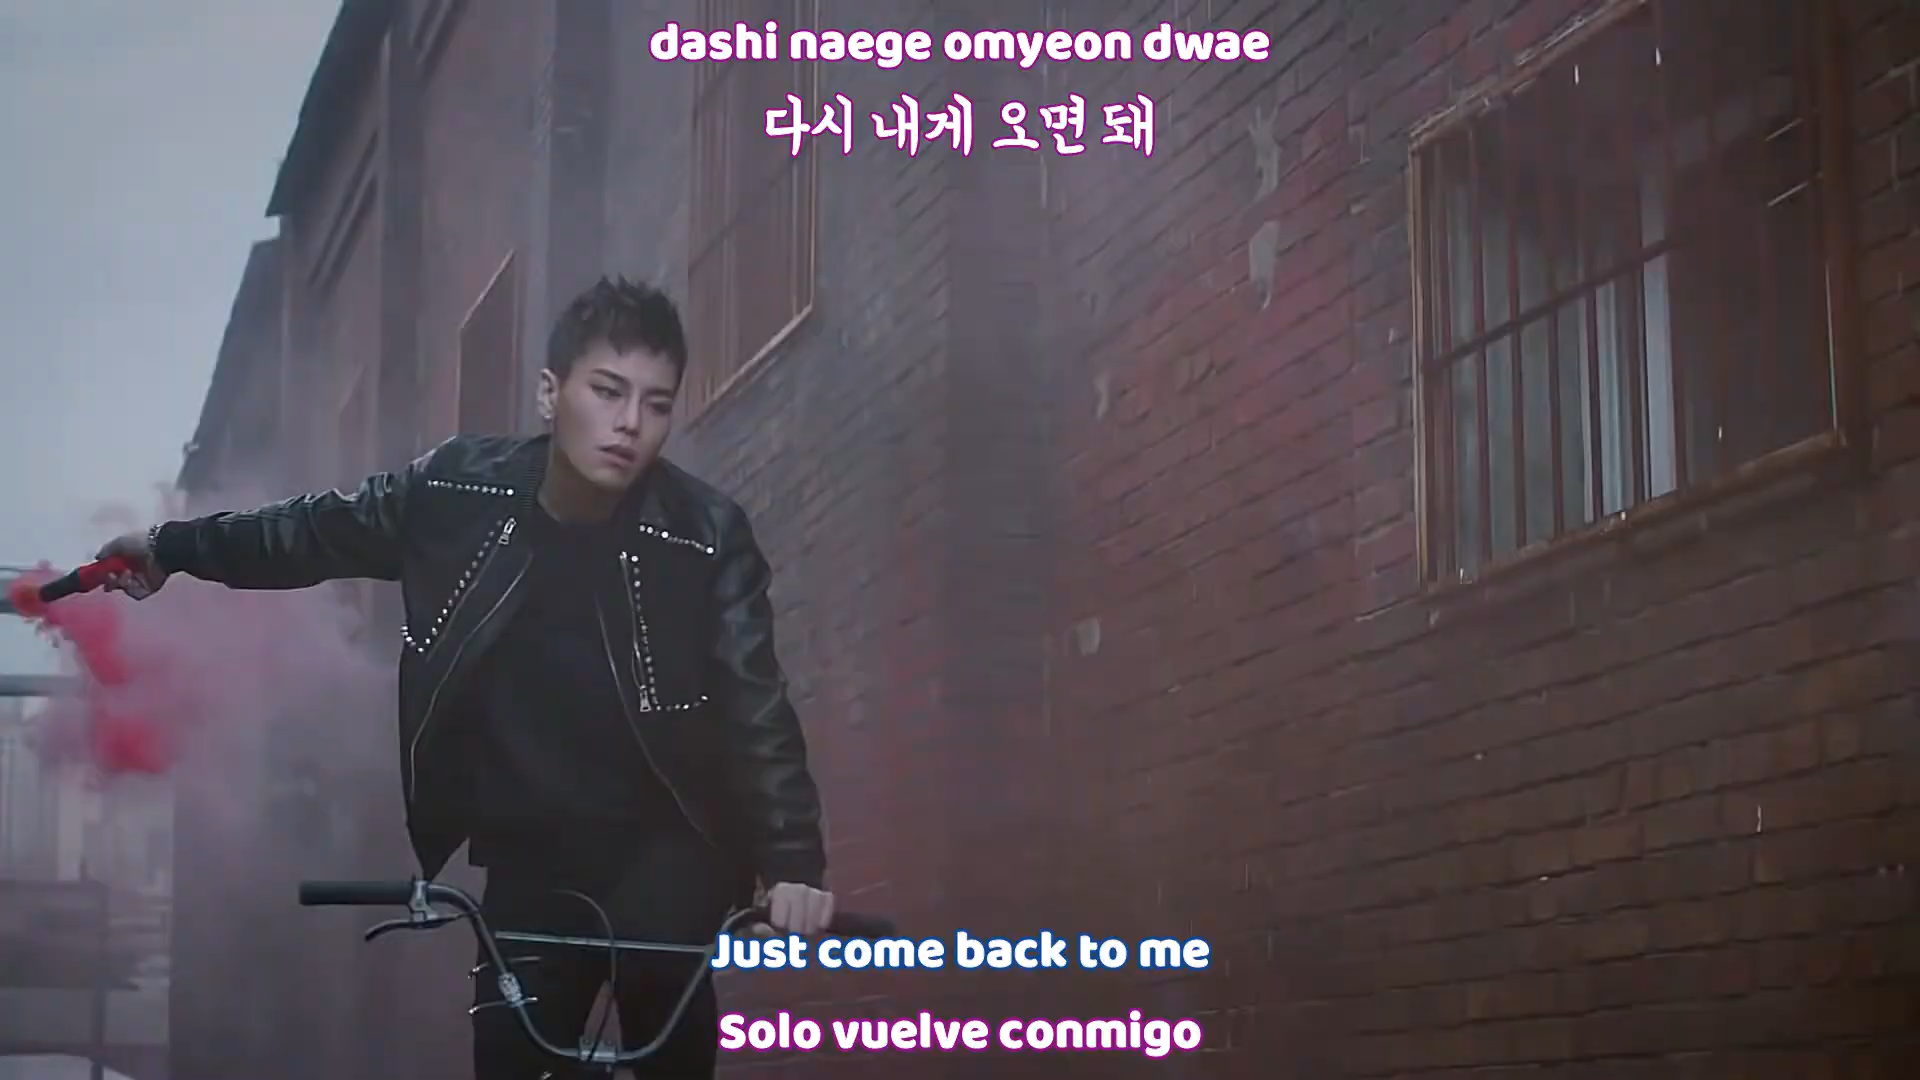 dashi naege omyeon dwae
다시 내게 오면 돼
Just come back to me
Solo vuelve conmigo